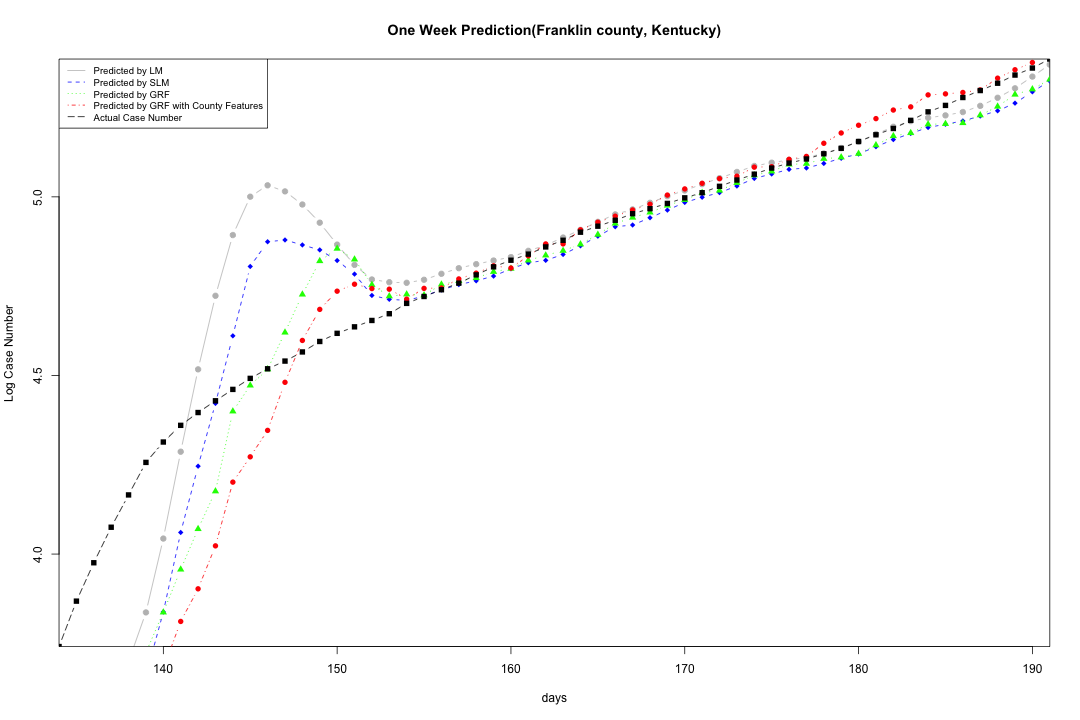 One Week Prediction(Franklin county, Kentucky)
Predicted by LM
Predicted by SLM
Predicted by GRF
Predicted by GRF with County Features
Actual Case Number
Log Case Number
5.0
4.5
4.0
140 150 160 170 180 190
days